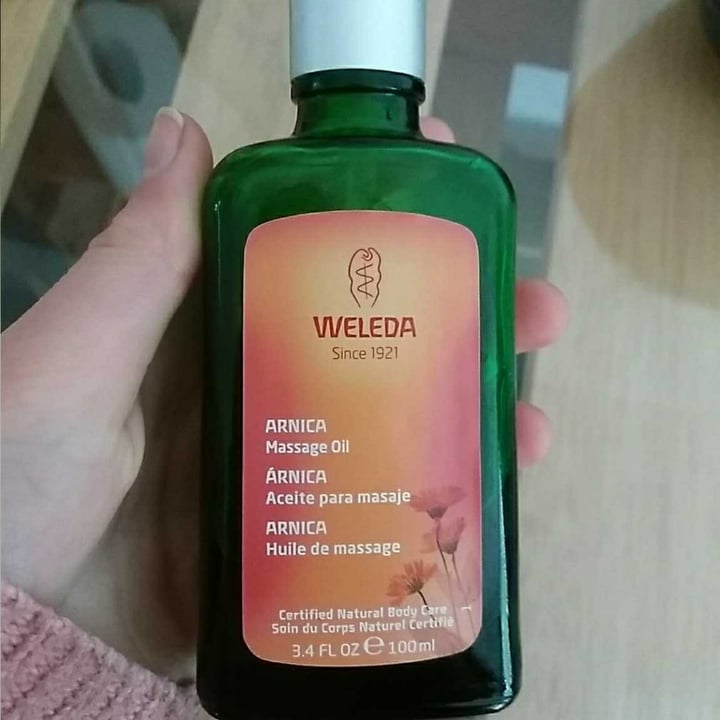 WELEDA
Since 1921
ARNICA
Massage Oil
ÁRNICA
Aceite para masaje
ARNICA
Huile de massage
Certified Natural Body Care
Soin du Corps Naturel Certifié
3.4 FL OZ ℮ 100ml